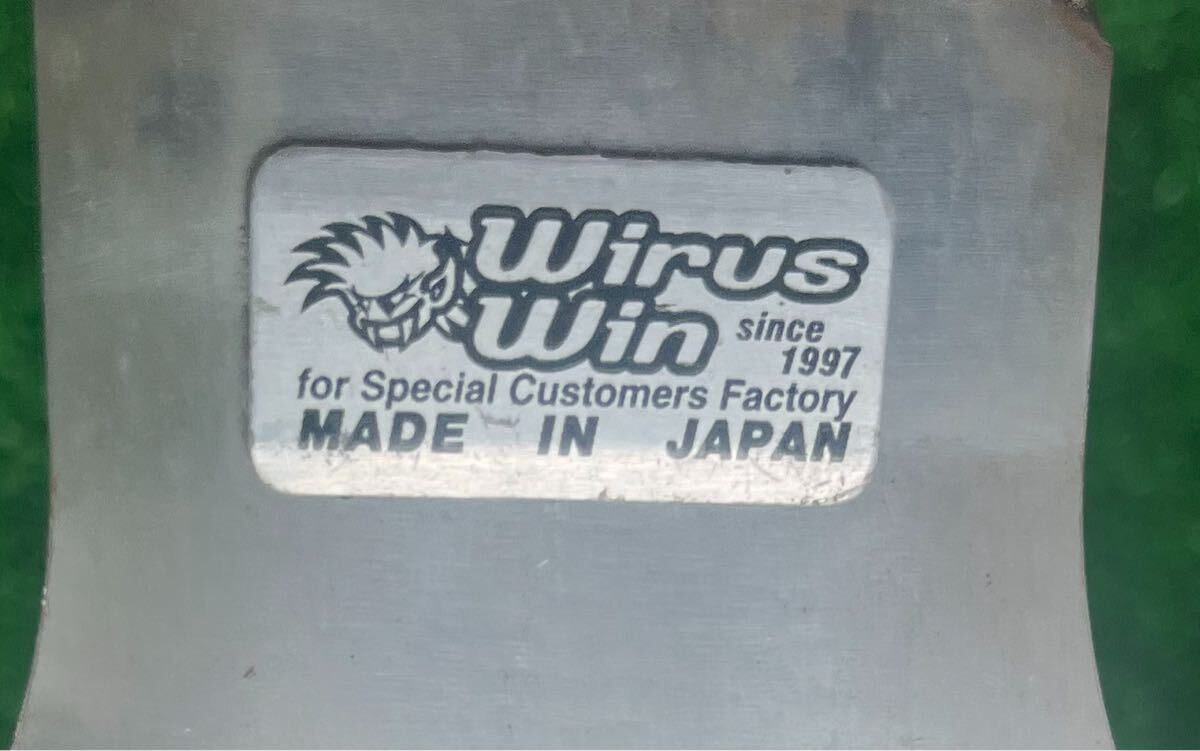 Wirus
Win
since
1997
for Special Customers Factory
MADE IN JAPAN